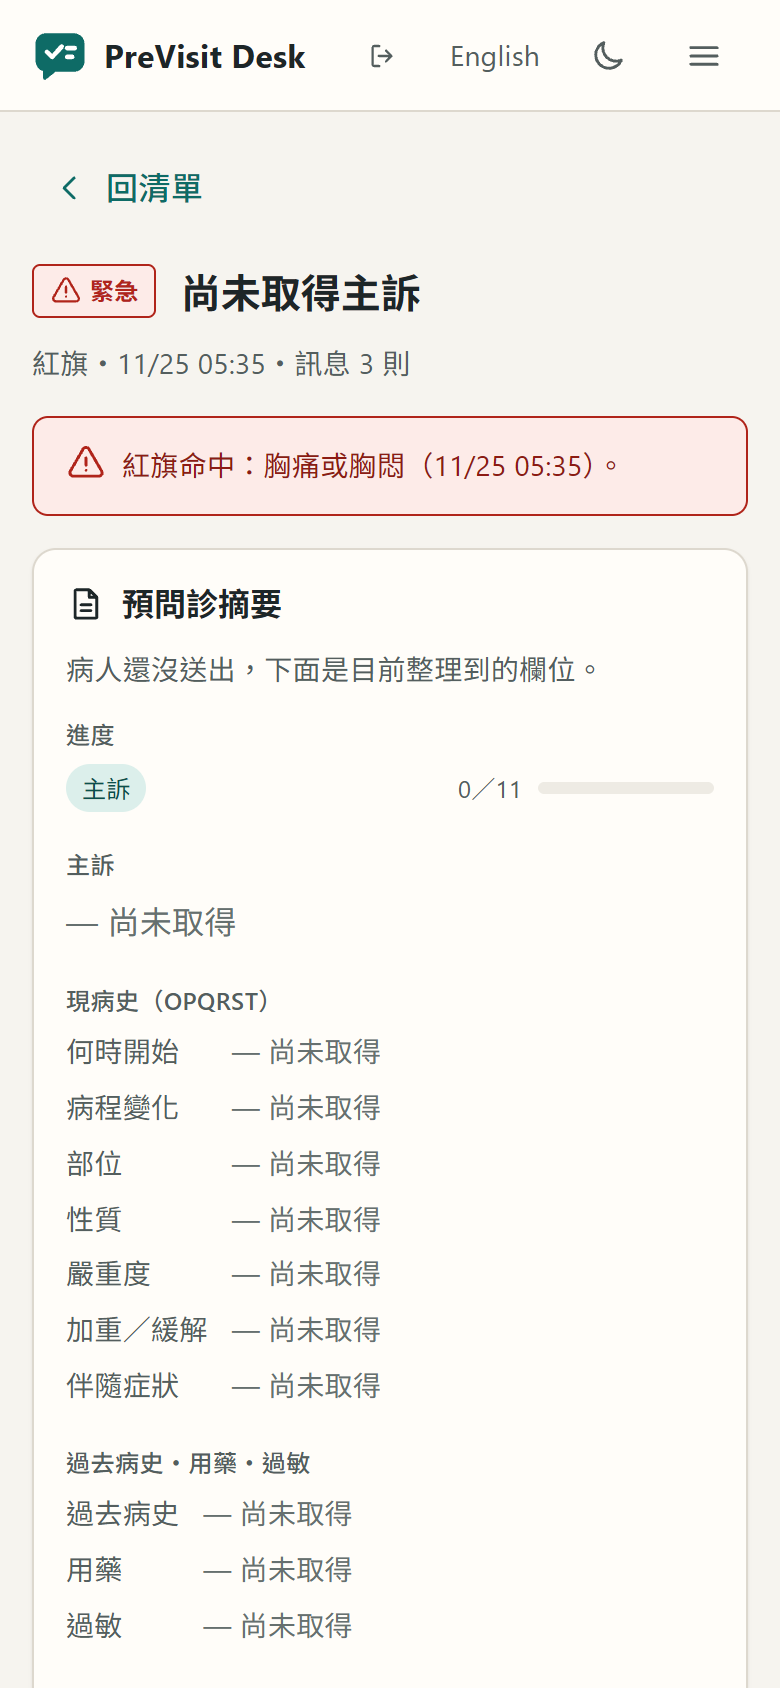 PreVisit Desk
English
回清單
緊急
尚未取得主訴
紅旗・11/25 05:35・訊息 3 則
紅旗命中：胸痛或胸悶（11/25 05:35）。
預問診摘要
病人還沒送出，下面是目前整理到的欄位。
進度
主訴 0／11
主訴
— 尚未取得
現病史（OPQRST）
何時開始 — 尚未取得
病程變化 — 尚未取得
部位 — 尚未取得
性質 — 尚未取得
嚴重度 — 尚未取得
加重／緩解 — 尚未取得
伴隨症狀 — 尚未取得
過去病史・用藥・過敏
過去病史 — 尚未取得
用藥 — 尚未取得
過敏 — 尚未取得